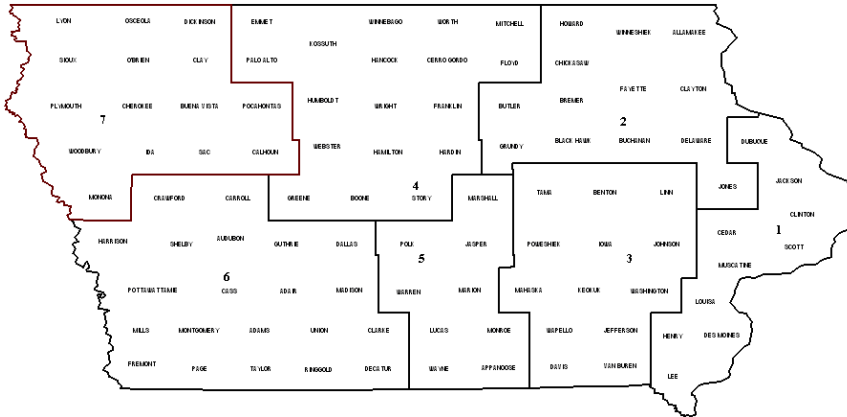 LYON OSCEOLA DICKINSON EMMET WINNEBAGO WORTH MITCHELL HOWARD
WINNESHIEK ALLAMAKEE
KOSSUTH
SIOUX O'BRIEN CLAY PALO ALTO HANCOCK CERRO GORDO FLOYD CHICKASAW
FAYETTE CLAYTON
PLYMOUTH CHEROKEE BUENA VISTA POCAHONTAS HUMBOLDT WRIGHT FRANKLIN BUTLER BREMER
7 2
WOODBURY IDA SAC CALHOUN WEBSTER HAMILTON HARDIN GRUNDY BLACK HAWK BUCHANAN DELAWARE DUBUQUE
4
MONONA CRAWFORD CARROLL GREENE BOONE STORY MARSHALL TAMA BENTON LINN JONES JACKSON
CLINTON
HARRISON SHELBY AUDUBON GUTHRIE DALLAS POLK JASPER POWESHIEK IOWA JOHNSON CEDAR 1 SCOTT
5 3
MUSCATINE
6
POTTAWATTAMIE CASS ADAIR MADISON WARREN MARION MAHASKA KEOKUK WASHINGTON
LOUISA
MILLS MONTGOMERY ADAMS UNION CLARKE LUCAS MONROE WAPELLO JEFFERSON HENRY DES MOINES
FREMONT PAGE TAYLOR RINGGOLD DECATUR WAYNE APPANOOSE DAVIS VAN BUREN
LEE